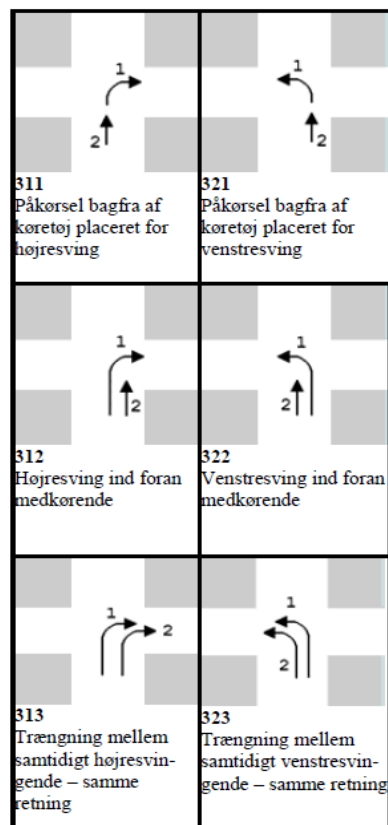 1
2
311
Påkørsel bagfra af
køretøj placeret for
højresving
1
2
321
Påkørsel bagfra af
køretøj placeret for
venstresving
1
2
312
Højresving ind foran
medkørende
1
2
322
Venstresving ind foran
medkørende
1
2
313
Trængning mellem
samtidigt højresvin-
gende – samme
retning
1
2
323
Trængning mellem
samtidigt venstresvin-
gende – samme retning